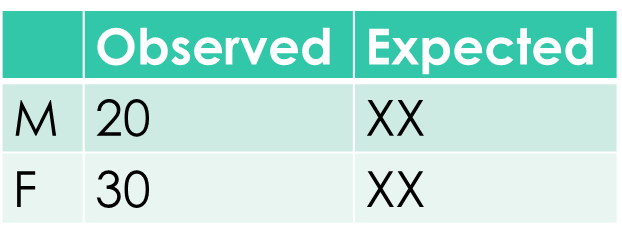 Observed Expected
M 20 XX
F 30 XX